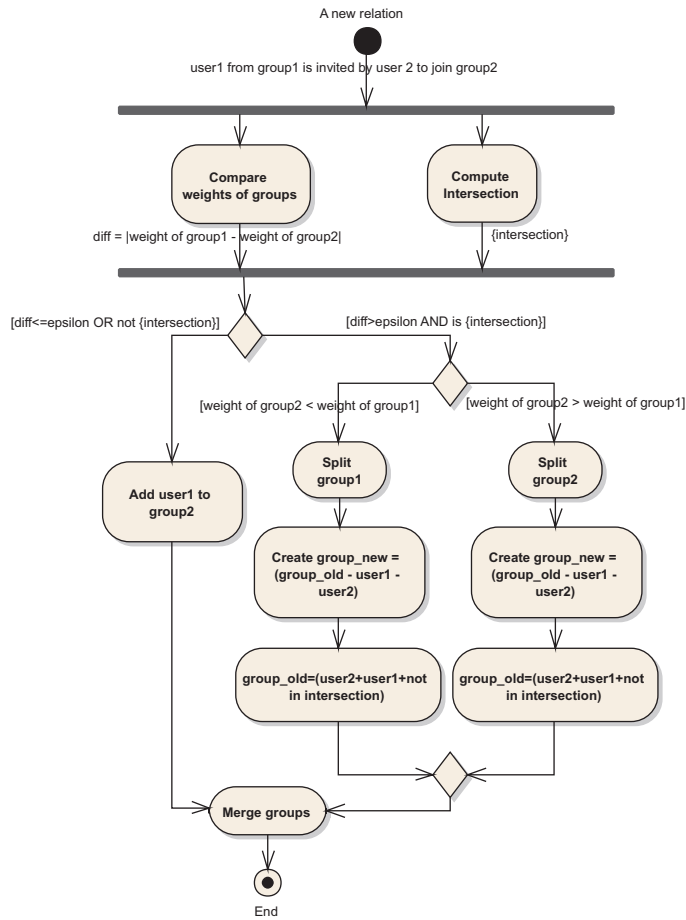 A new relation
user1 from group1 is invited by user 2 to join group2
Compare
weights of groups
Compute
Intersection
diff = |weight of group1 - weight of group2|
{intersection}
[diff<=epsilon OR not {intersection}]
[diff>epsilon AND is {intersection}]
[weight of group2 < weight of group1]
[weight of group2 > weight of group1]
Split
group1
Split
group2
Add user1 to
group2
Create group_new =
(group_old - user1 -
user2)
Create group_new =
(group_old - user1 -
user2)
group_old=(user2+user1+not
in intersection)
group_old=(user2+user1+not
in intersection)
Merge groups
End